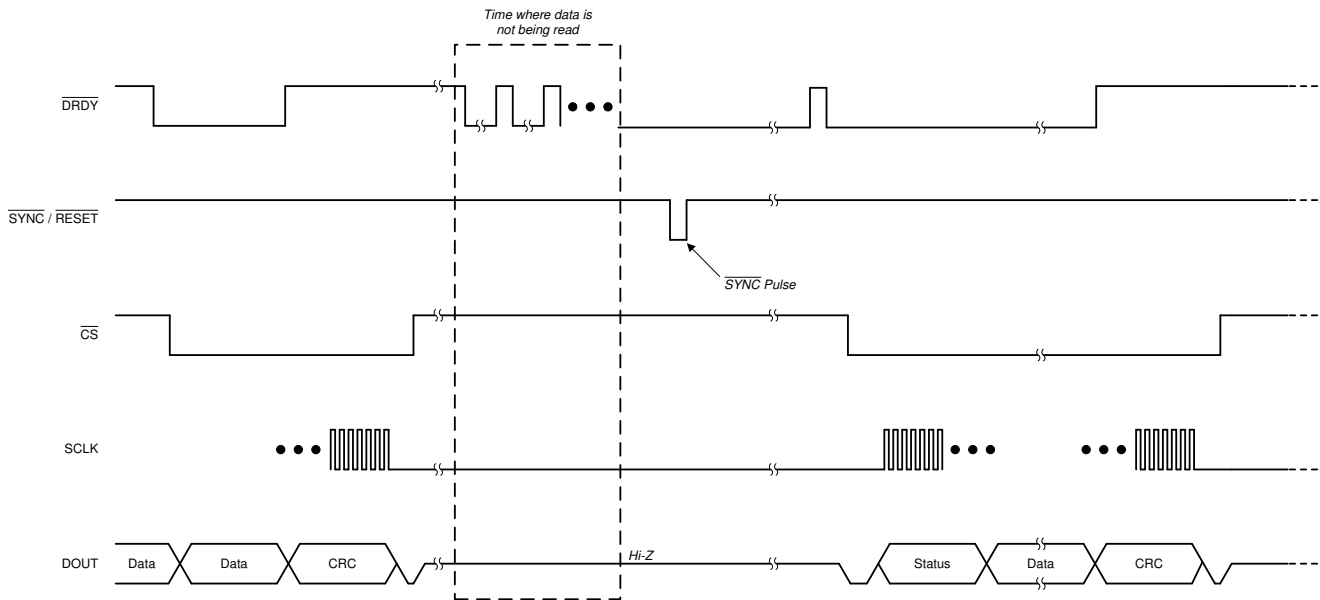 Time where data is
not being read
DRDY
SYNC / RESET
SYNC Pulse
CS
SCLK
DOUT
Data
Data
CRC
Hi-Z
Status
Data
CRC